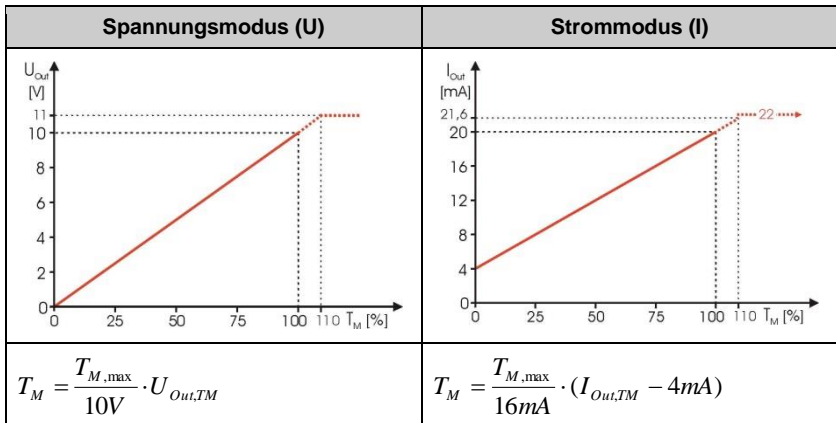 Spannungsmodus (U)
Strommodus (I)
U_Out
[V]
11
10
8
6
4
2
0
0 25 50 75 100 110 T_M [%]
I_Out
[mA]
21,6
20
16
12
8
4
0
22
0 25 50 75 100 110 T_M [%]
T_M = T_M,max / 10V · U_Out,TM
T_M = T_M,max / 16mA · (I_Out,TM − 4mA)